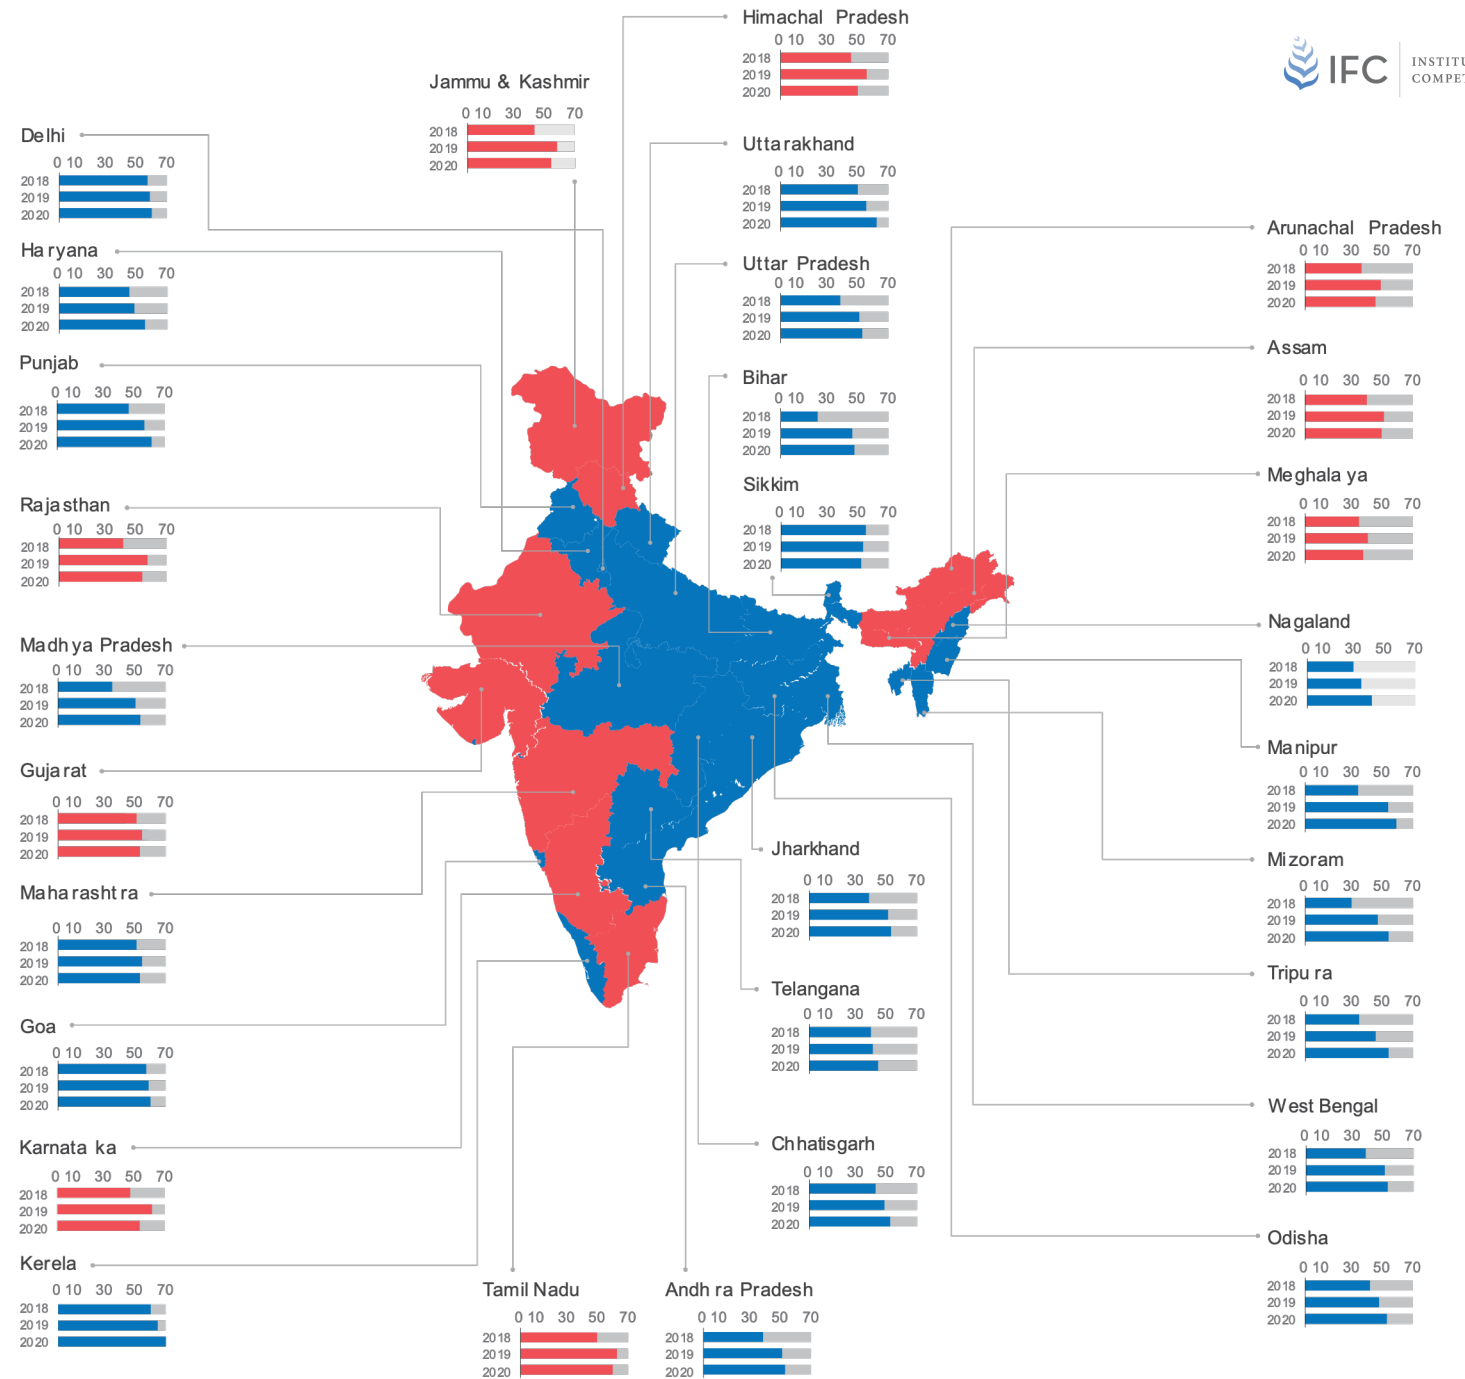 Himachal Pradesh
0 10 30 50 70
2018
2019
2020
IFC
INSTITU
COMPET
Jammu & Kashmir
0 10 30 50 70
2018
2019
2020
Delhi
0 10 30 50 70
2018
2019
2020
Uttarakhand
0 10 30 50 70
2018
2019
2020
Haryana
0 10 30 50 70
2018
2019
2020
Uttar Pradesh
0 10 30 50 70
2018
2019
2020
Arunachal Pradesh
0 10 30 50 70
2018
2019
2020
Punjab
0 10 30 50 70
2018
2019
2020
Bihar
0 10 30 50 70
2018
2019
2020
Assam
0 10 30 50 70
2018
2019
2020
Rajasthan
0 10 30 50 70
2018
2019
2020
Sikkim
0 10 30 50 70
2018
2019
2020
Meghalaya
0 10 30 50 70
2018
2019
2020
Madhya Pradesh
0 10 30 50 70
2018
2019
2020
Nagaland
0 10 30 50 70
2018
2019
2020
Gujarat
0 10 30 50 70
2018
2019
2020
Manipur
0 10 30 50 70
2018
2019
2020
Maharashtra
0 10 30 50 70
2018
2019
2020
Jharkhand
0 10 30 50 70
2018
2019
2020
Mizoram
0 10 30 50 70
2018
2019
2020
Goa
0 10 30 50 70
2018
2019
2020
Telangana
0 10 30 50 70
2018
2019
2020
Tripura
0 10 30 50 70
2018
2019
2020
Karnataka
0 10 30 50 70
2018
2019
2020
Chhatisgarh
0 10 30 50 70
2018
2019
2020
West Bengal
0 10 30 50 70
2018
2019
2020
Kerela
0 10 30 50 70
2018
2019
2020
Tamil Nadu
0 10 30 50 70
2018
2019
2020
Andhra Pradesh
0 10 30 50 70
2018
2019
2020
Odisha
0 10 30 50 70
2018
2019
2020